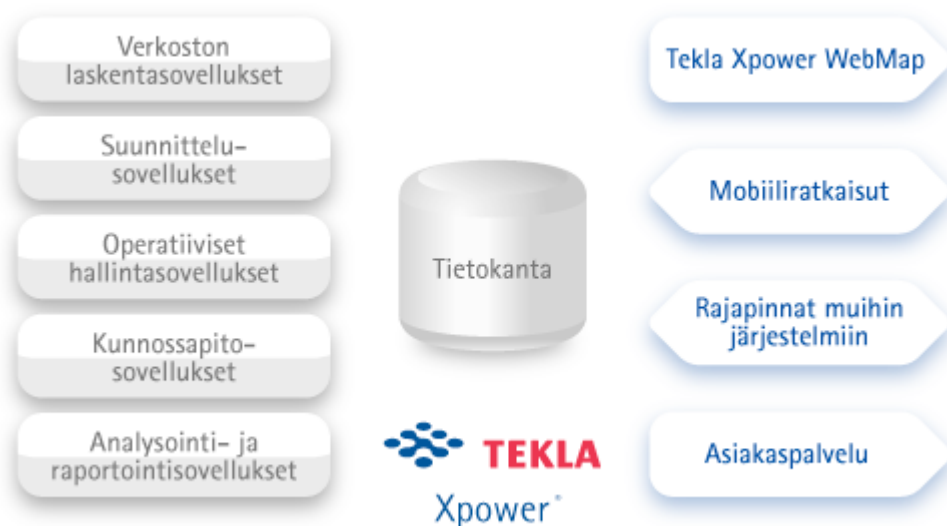 Verkoston
laskentasovellukset
Suunnittelu-
sovellukset
Operatiiviset
hallintasovellukset
Kunnossapito-
sovellukset
Analysointi- ja
raportointisovellukset
Tietokanta
TEKLA
Xpower®
Tekla Xpower WebMap
Mobiiliratkaisut
Rajapinnat muihin
järjestelmiin
Asiakaspalvelu